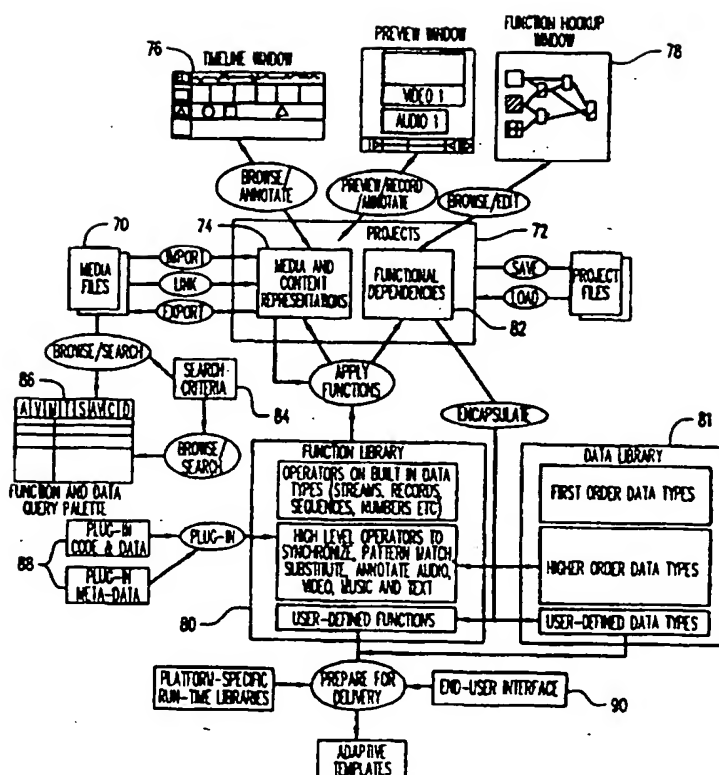 76
TIMELINE WINDOW
PREVIEW WINDOW
VIDEO 1
AUDIO 1
FUNCTION HOOKUP
WINDOW
78
BROWSE/
ANNOTATE
PREVIEW/RECORD
/ANNOTATE
BROWSE/EDIT
70
MEDIA
FILES
IMPORT
LINK
EXPORT
74
PROJECTS
72
MEDIA AND
CONTENT
REPRESENTATIONS
FUNCTIONAL
DEPENDENCIES
82
SAVE
LOAD
PROJECT
FILES
BROWSE/SEARCH
86
SEARCH
CRITERIA
84
BROWSE/
SEARCH
FUNCTION AND DATA
QUERY PALETTE
APPLY
FUNCTIONS
ENCAPSULATE
81
FUNCTION LIBRARY
OPERATORS ON BUILT IN DATA
TYPES (STREAMS, RECORDS,
SEQUENCES, NUMBERS ETC)
HIGH LEVEL OPERATORS TO
SYNCHRONIZE, PATTERN MATCH,
SUBSTITUTE, ANNOTATE AUDIO,
VIDEO, MUSIC AND TEXT
USER-DEFINED FUNCTIONS
80
DATA LIBRARY
FIRST ORDER DATA TYPES
HIGHER ORDER DATA TYPES
USER-DEFINED DATA TYPES
88
PLUG-IN
CODE & DATA
PLUG-IN
META-DATA
PLUG-IN
PLATFORM-SPECIFIC
RUN-TIME LIBRARIES
PREPARE FOR
DELIVERY
END-USER INTERFACE
90
ADAPTIVE
TEMPLATES